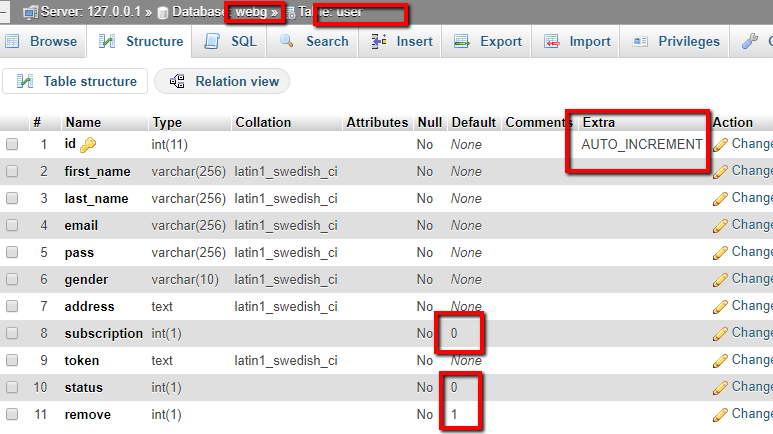 Server: 127.0.0.1 » Database: webg » Table: user
Browse Structure SQL Search Insert Export Import Privileges
Table structure Relation view
# Name Type Collation Attributes Null Default Comments Extra Action
1 id int(11) No None AUTO_INCREMENT Change
2 first_name varchar(256) latin1_swedish_ci No None Change
3 last_name varchar(256) latin1_swedish_ci No None Change
4 email varchar(256) latin1_swedish_ci No None Change
5 pass varchar(256) latin1_swedish_ci No None Change
6 gender varchar(10) latin1_swedish_ci No None Change
7 address text latin1_swedish_ci No None Change
8 subscription int(1) No 0 Change
9 token text latin1_swedish_ci No None Change
10 status int(1) No 0 Change
11 remove int(1) No 1 Change